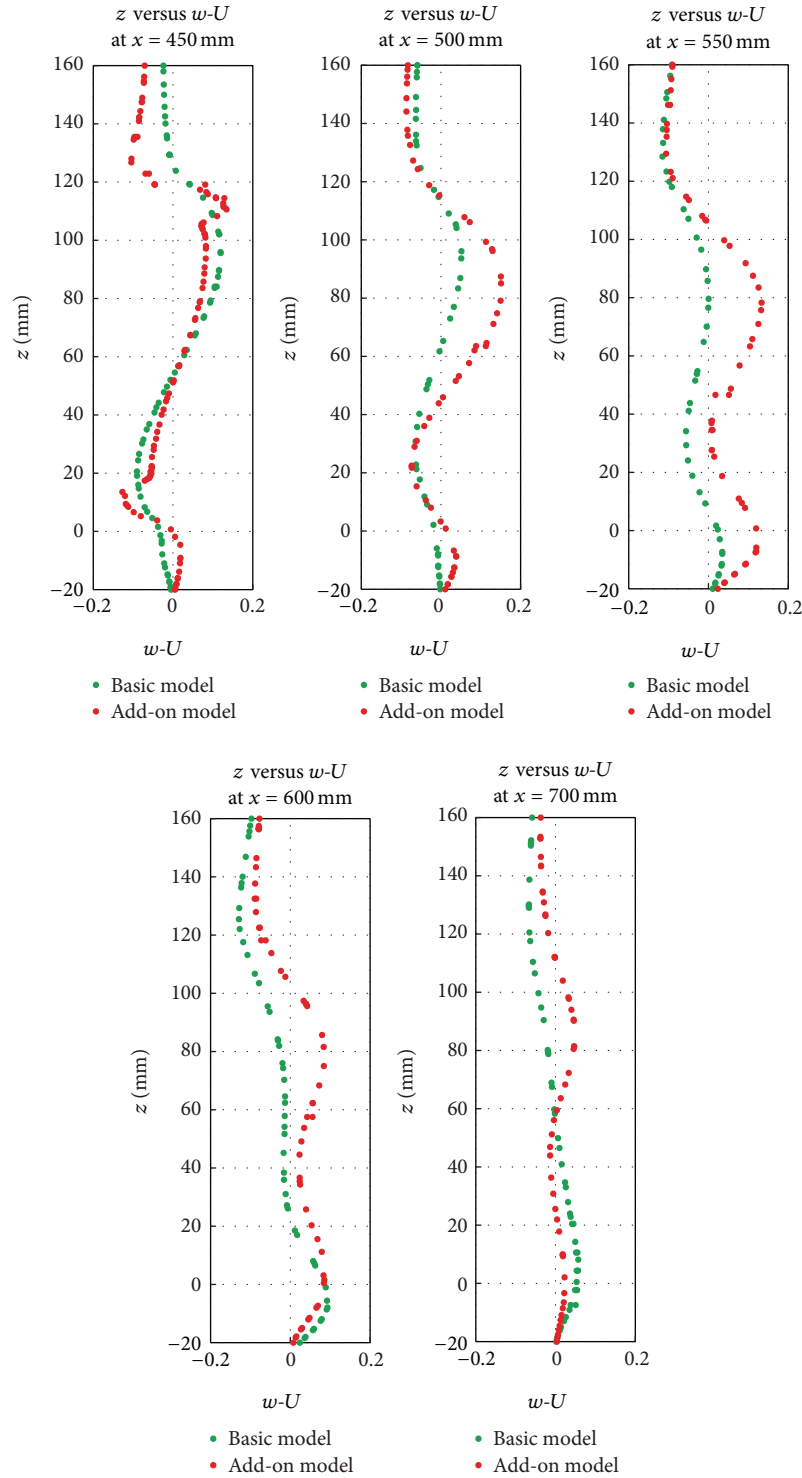 z versus w-U
at x = 450 mm
160
140
120
100
80
60
40
20
0
−20
−0.2
0
0.2
z (mm)
w-U
Basic model
Add-on model
z versus w-U
at x = 500 mm
160
140
120
100
80
60
40
20
0
−20
−0.2
0
0.2
z (mm)
w-U
Basic model
Add-on model
z versus w-U
at x = 550 mm
160
140
120
100
80
60
40
20
0
−20
−0.2
0
0.2
z (mm)
w-U
Basic model
Add-on model
z versus w-U
at x = 600 mm
160
140
120
100
80
60
40
20
0
−20
−0.2
0
0.2
z (mm)
w-U
Basic model
Add-on model
z versus w-U
at x = 700 mm
160
140
120
100
80
60
40
20
0
−20
−0.2
0
0.2
z (mm)
w-U
Basic model
Add-on model